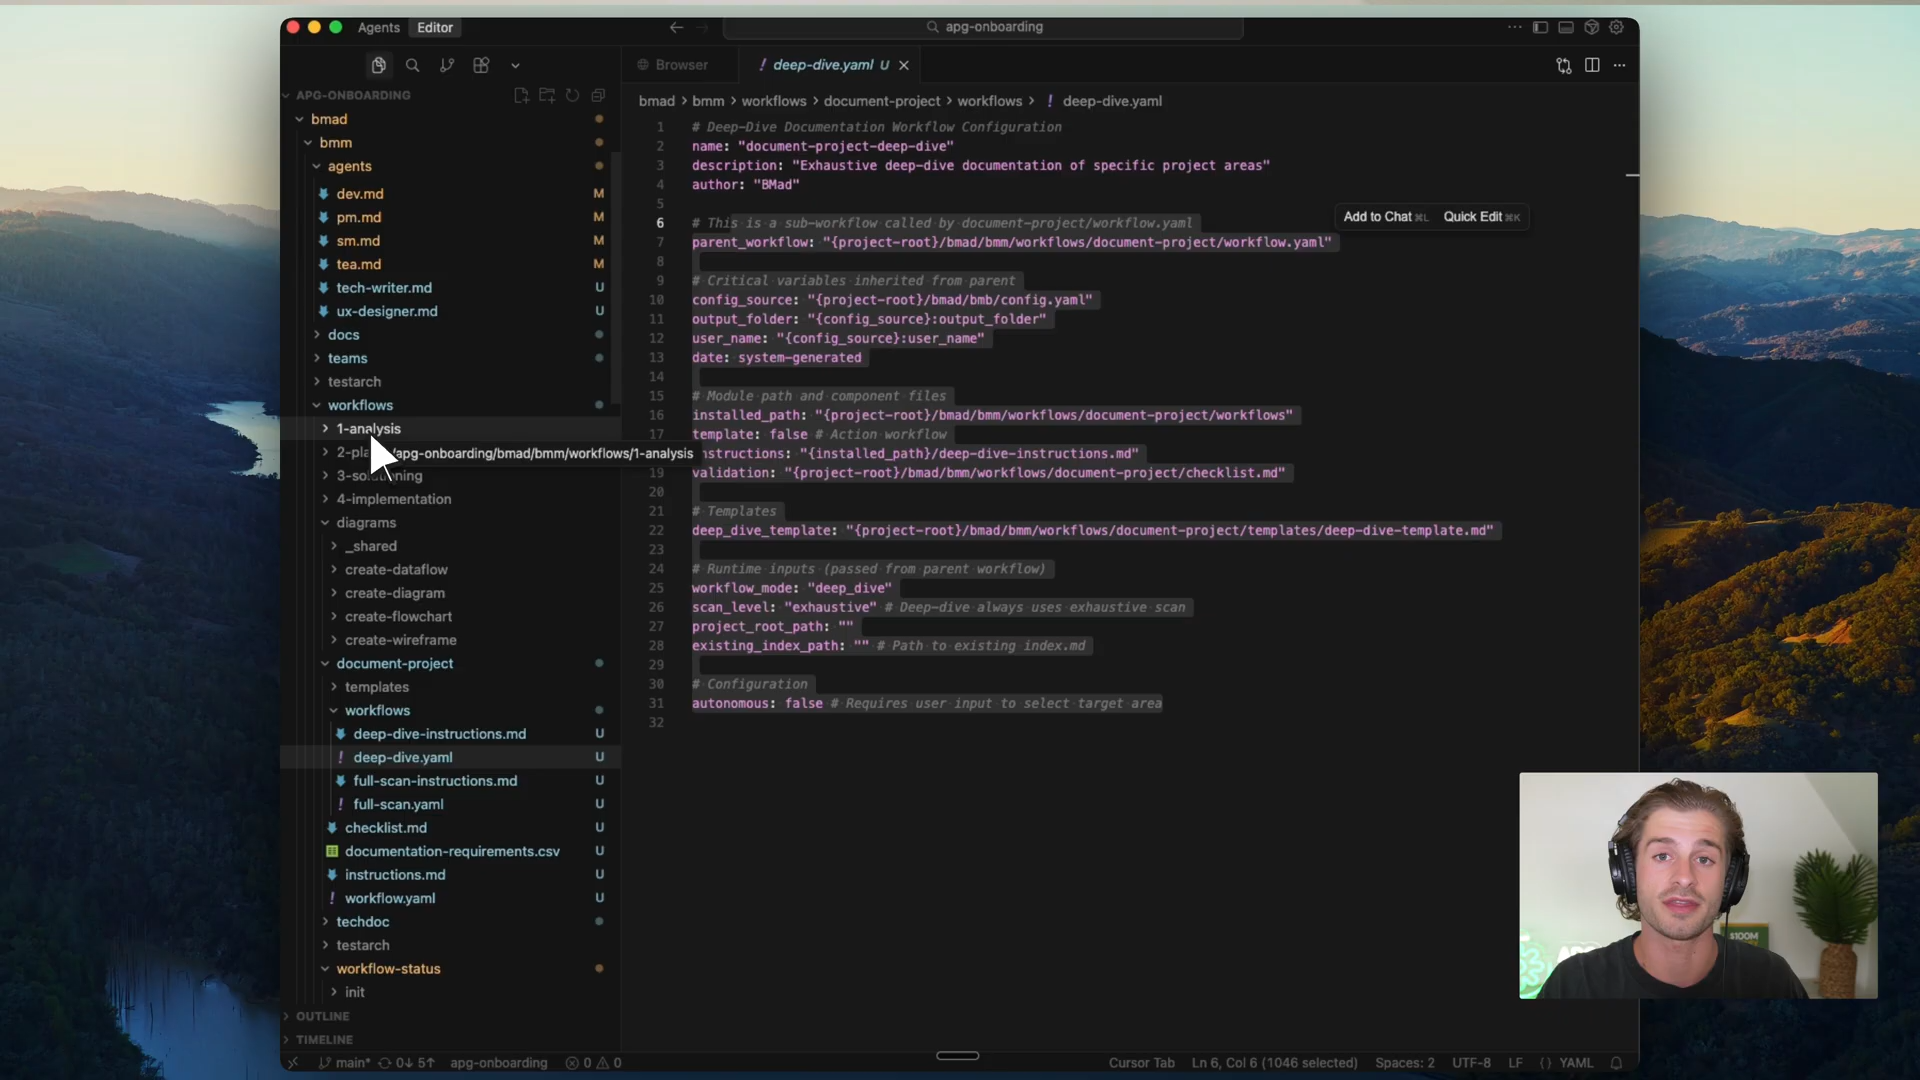 Agents Editor
apg-onboarding
Browser
! deep-dive.yaml U
APG-ONBOARDING
bmad
bmm
agents
dev.md M
pm.md M
sm.md M
tea.md M
tech-writer.md U
ux-designer.md U
docs
teams
testarch
workflows
1-analysis
/apg-onboarding/bmad/bmm/workflows/1-analysis
4-implementation
diagrams
_shared
create-dataflow
create-diagram
create-flowchart
create-wireframe
document-project
templates
workflows
deep-dive-instructions.md U
! deep-dive.yaml U
full-scan-instructions.md U
! full-scan.yaml U
checklist.md U
documentation-requirements.csv U
instructions.md U
! workflow.yaml U
techdoc
testarch
workflow-status
init
OUTLINE
TIMELINE
bmad > bmm > workflows > document-project > workflows > ! deep-dive.yaml
1 # Deep-Dive Documentation Workflow Configuration
2 name: "document-project-deep-dive"
3 description: "Exhaustive deep-dive documentation of specific project areas"
4 author: "BMad"
5
6 # This is a sub-workflow called by document-project/workflow.yaml
Add to Chat ⌘L Quick Edit ⌘K
7 parent_workflow: "{project-root}/bmad/bmm/workflows/document-project/workflow.yaml"
8
9 # Critical variables inherited from parent
10 config_source: "{project-root}/bmad/bmb/config.yaml"
11 output_folder: "{config_source}:output_folder"
12 user_name: "{config_source}:user_name"
13 date: system-generated
14
15 # Module path and component files
16 installed_path: "{project-root}/bmad/bmm/workflows/document-project/workflows"
17 template: false # Action workflow
nstructions: "{installed_path}/deep-dive-instructions.md"
19 validation: "{project-root}/bmad/bmm/workflows/document-project/checklist.md"
20
21 # Templates
22 deep_dive_template: "{project-root}/bmad/bmm/workflows/document-project/templates/deep-dive-template.md"
23
24 # Runtime inputs (passed from parent workflow)
25 workflow_mode: "deep_dive"
26 scan_level: "exhaustive" # Deep-dive always uses exhaustive scan
27 project_root_path: ""
28 existing_index_path: "" # Path to existing index.md
29
30 # Configuration
31 autonomous: false # Requires user input to select target area
32
$100M
main* 0↓ 5↑ apg-onboarding 0 0
Cursor Tab Ln 6, Col 6 (1046 selected) Spaces: 2 UTF-8 LF {} YAML